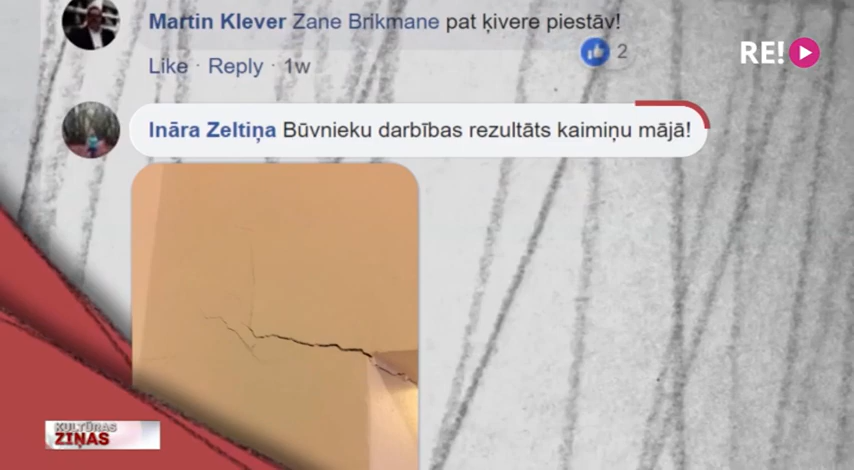 Martin Klever Zane Brikmane pat ķivere piestāv!
2
RE!
Like · Reply · 1w
Ināra Zeltiņa Būvnieku darbības rezultāts kaimiņu mājā!
KULTŪRAS
ZIŅAS